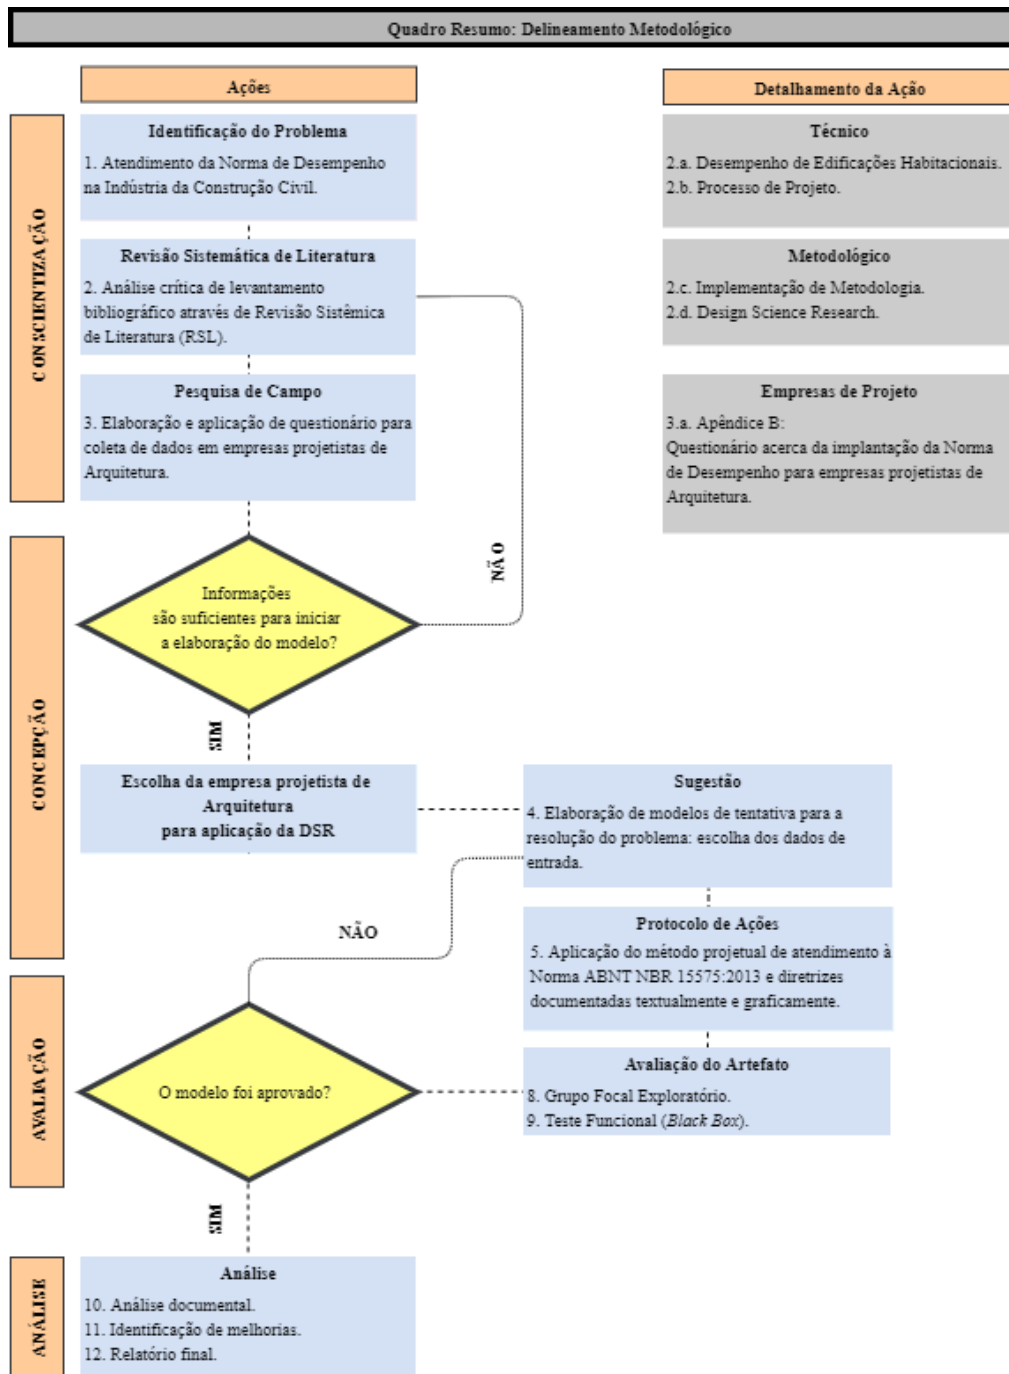 Quadro Resumo: Delineamento Metodológico
Ações
Detalhamento da Ação
CONSCIENTIZAÇÃO
Identificação do Problema
1. Atendimento da Norma de Desempenho
na Indústria da Construção Civil.
Técnico
2.a. Desempenho de Edificações Habitacionais.
2.b. Processo de Projeto.
Revisão Sistemática de Literatura
2. Análise crítica de levantamento
bibliográfico através de Revisão Sistêmica
de Literatura (RSL).
Metodológico
2.c. Implementação de Metodologia.
2.d. Design Science Research.
Pesquisa de Campo
3. Elaboração e aplicação de questionário para
coleta de dados em empresas projetistas de
Arquitetura.
Empresas de Projeto
3.a. Apêndice B:
Questionário acerca da implantação da Norma
de Desempenho para empresas projetistas de
Arquitetura.
CONCEPÇÃO
Informações
são suficientes para iniciar
a elaboração do modelo?
NÃO
SIM
Escolha da empresa projetista de
Arquitetura
para aplicação da DSR
Sugestão
4. Elaboração de modelos de tentativa para a
resolução do problema: escolha dos dados de
entrada.
Protocolo de Ações
5. Aplicação do método projetual de atendimento à
Norma ABNT NBR 15575:2013 e diretrizes
documentadas textualmente e graficamente.
NÃO
AVALIAÇÃO
O modelo foi aprovado?
Avaliação do Artefato
8. Grupo Focal Exploratório.
9. Teste Funcional (Black Box).
SIM
ANÁLISE
Análise
10. Análise documental.
11. Identificação de melhorias.
12. Relatório final.